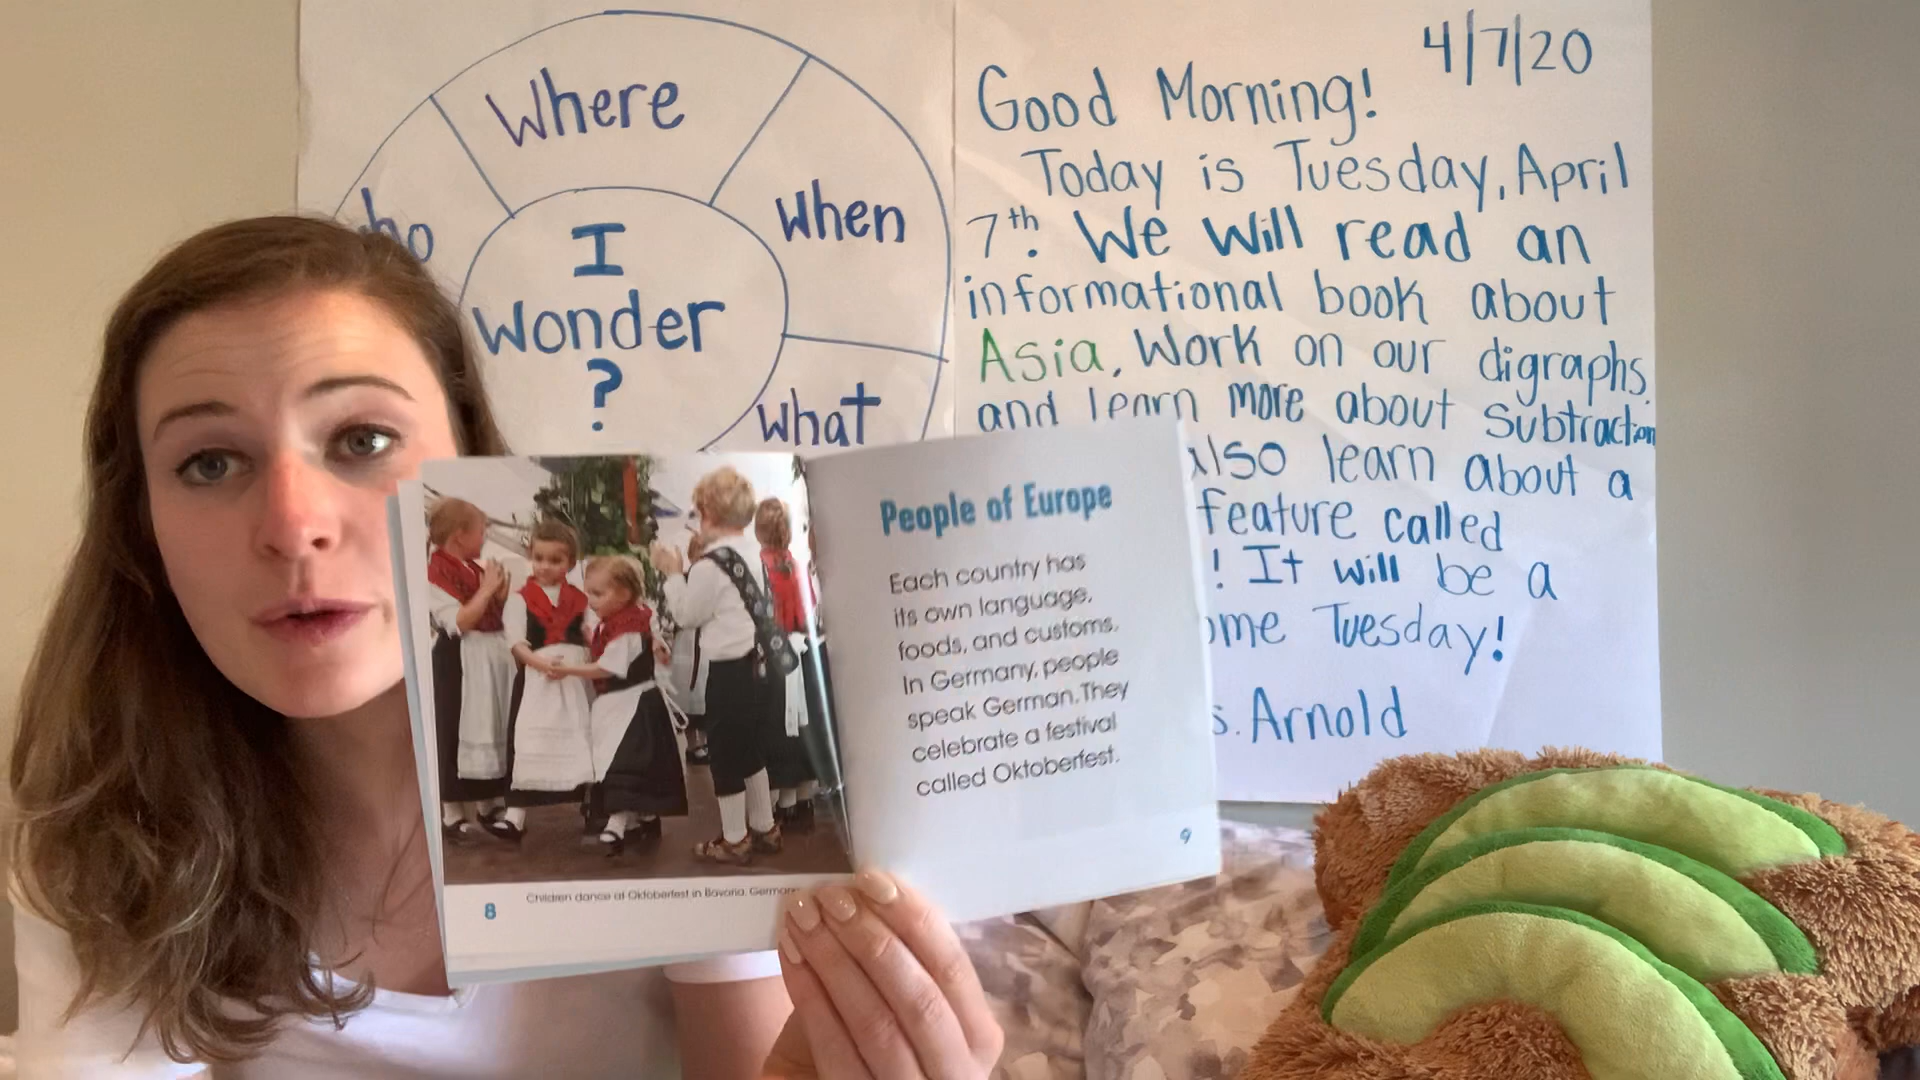 Where
ho
When
I
Wonder
?
What
4/7/20
Good Morning!
Today is Tuesday, April
7th. We will read an
informational book about
Asia, Work on our digraphs,
and learn more about Subtraction
also learn about a
feature called
! It will be a
ome Tuesday!
s. Arnold
Children dance at Oktoberfest in Bavaria, German
8
People of Europe
Each country has
its own language,
foods, and customs.
In Germany, people
speak German. They
celebrate a festival
called Oktoberfest.
9